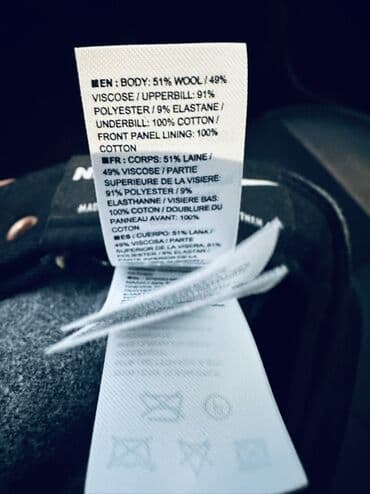 EN : BODY: 51% WOOL / 49%
VISCOSE / UPPERBILL: 91%
POLYESTER / 9% ELASTANE /
UNDERBILL: 100% COTTON /
FRONT PANEL LINING: 100%
COTTON
FR : CORPS: 51% LAINE /
49% VISCOSE / PARTIE
SUPERIEURE DE LA VISIERE:
91% POLYESTER / 9%
ELASTHANNE / VISIERE BAS:
100% COTON / DOUBLURE DU
PANNEAU AVANT: 100%
COTON
ES : CUERPO: 51% LANA /
49% VISCOSA / PARTE
SUPERIOR DE LA VISERA: 91%
POLIESTER / 9% ELASTAN /